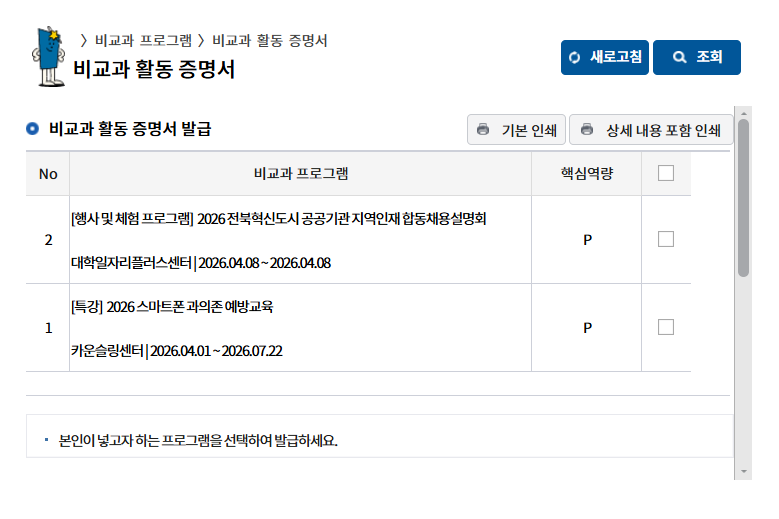 〉 비교과 프로그램 〉 비교과 활동 증명서
비교과 활동 증명서
새로고침
조회
비교과 활동 증명서 발급
기본 인쇄
상세 내용 포함 인쇄
No 비교과 프로그램 핵심역량
2 [행사 및 체험 프로그램] 2026 전북혁신도시 공공기관 지역인재 합동채용설명회 P
대학일자리플러스센터 | 2026.04.08 ~ 2026.04.08
1 [특강] 2026 스마트폰 과의존 예방교육 P
카운슬링센터 | 2026.04.01 ~ 2026.07.22
본인이 넣고자 하는 프로그램을 선택하여 발급하세요.